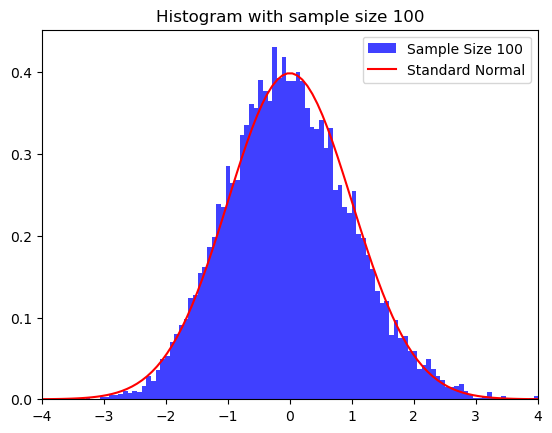 Histogram with sample size 100
Sample Size 100
Standard Normal
0.4
0.3
0.2
0.1
0.0
−4 −3 −2 −1 0 1 2 3 4